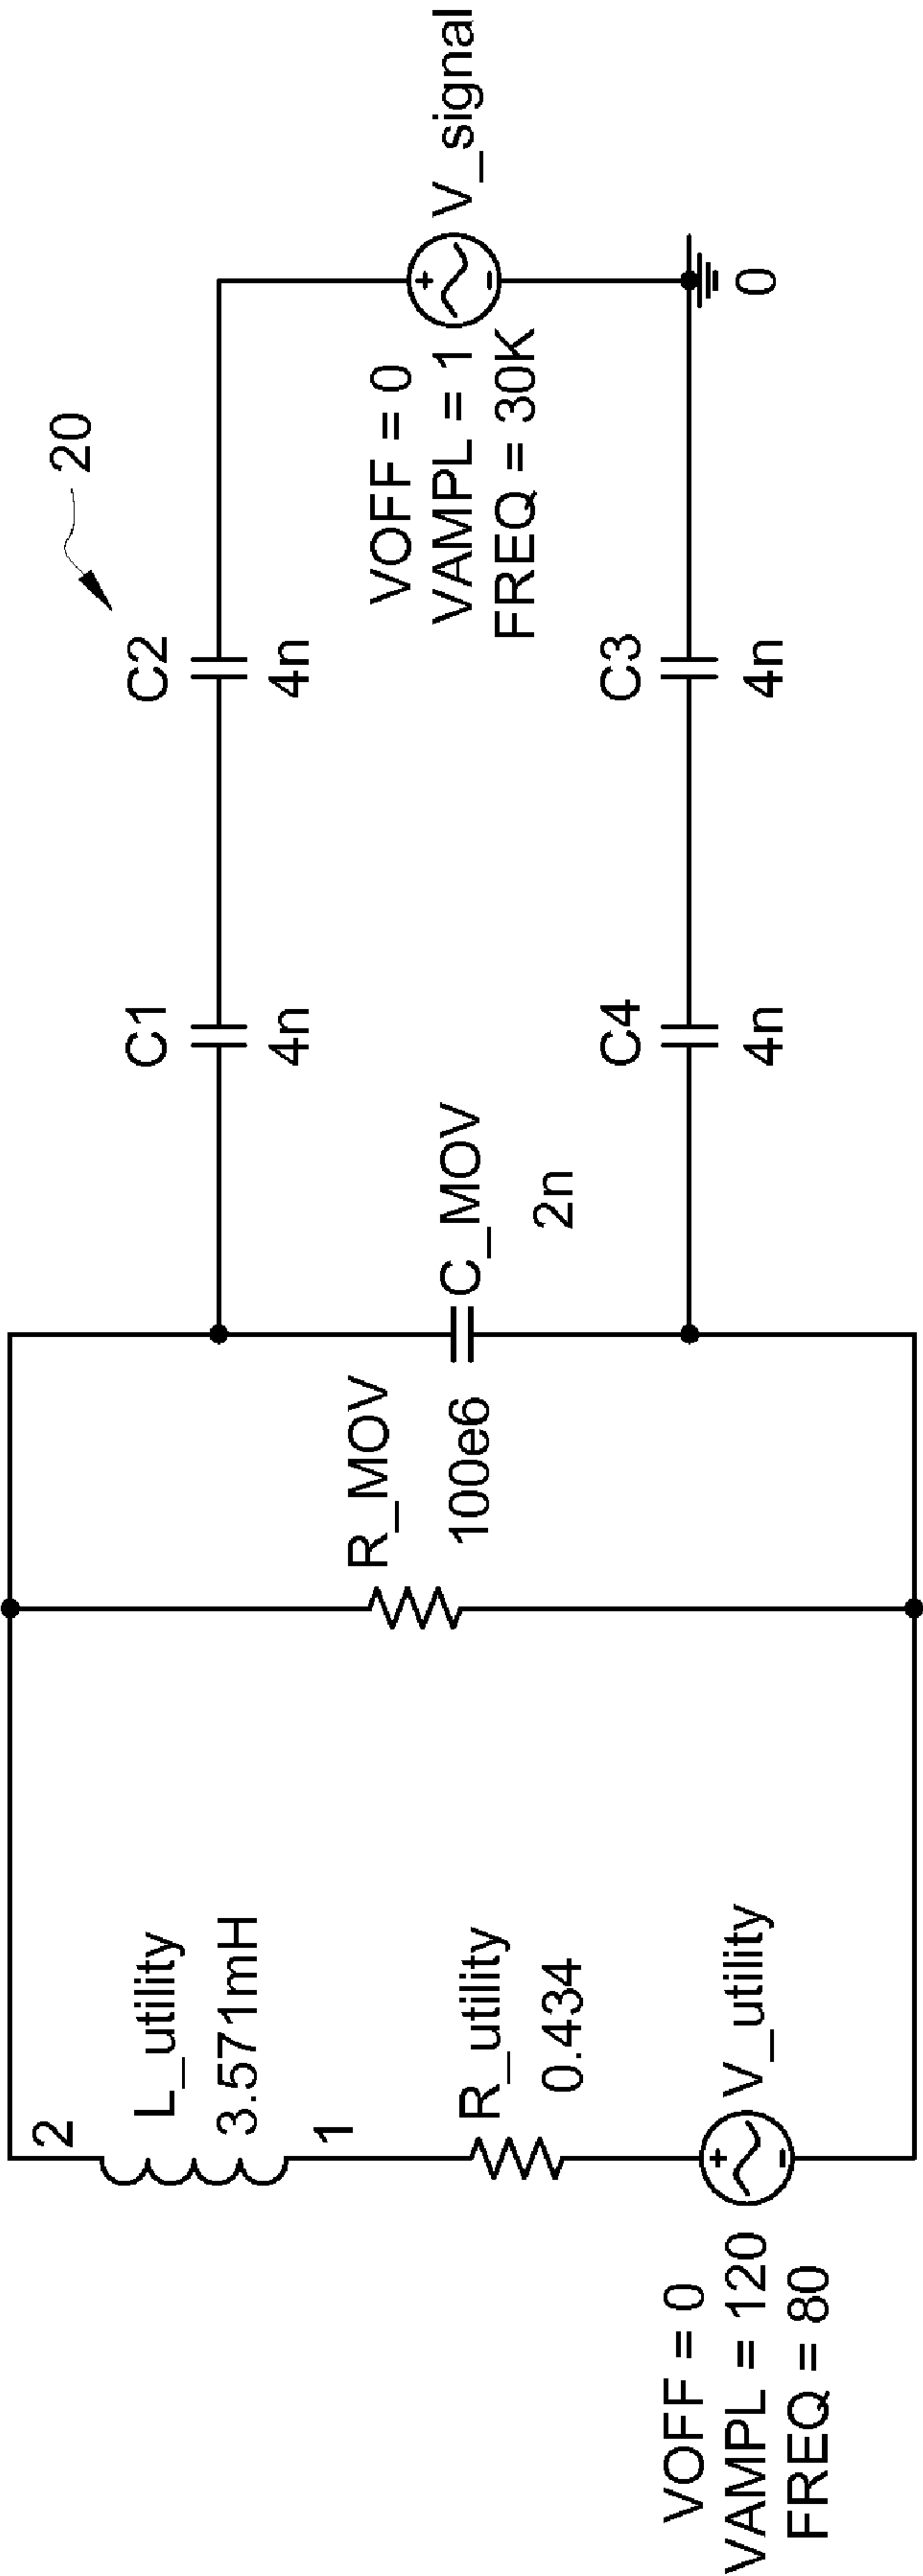 20
2
L_utility
3.571mH
1
R_utility
0.434
VOFF = 0
VAMPL = 120
FREQ = 80
V_utility
R_MOV
100e6
C_MOV
2n
C1
4n
C2
4n
C4
4n
C3
4n
VOFF = 0
VAMPL = 1
FREQ = 30K
V_signal
0
+
-
+
-